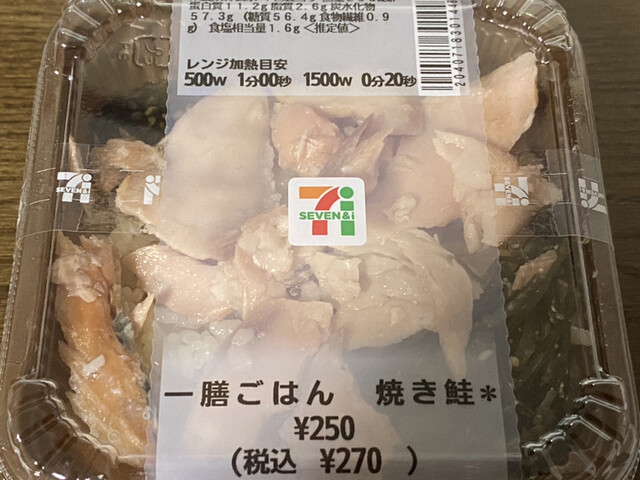 蛋白質11.2g 脂質2.6g 炭水化物
57.3g (糖質56.4g 食物繊維0.9
g) 食塩相当量1.6g<推定値>
レンジ加熱目安
500W 1分00秒 1500W 0分20秒
SEVEN&i
SEVEN&i
一膳ごはん 焼き鮭*
¥250
(税込 ¥270 )